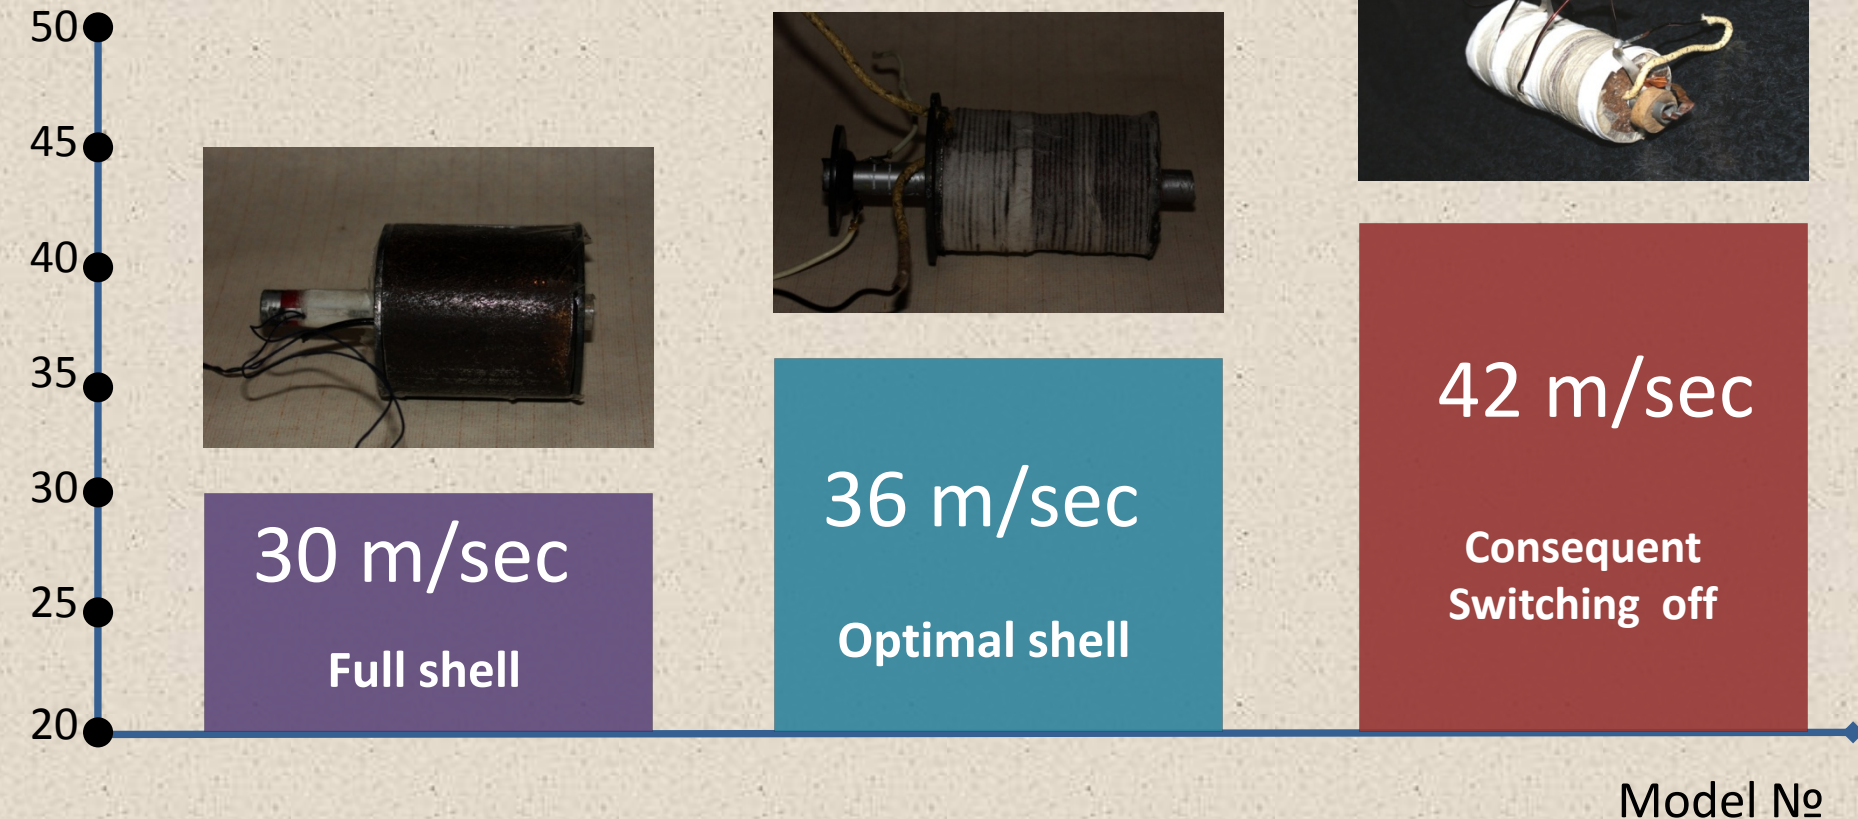 50
45
40
35
30
25
20
30 m/sec
Full shell
36 m/sec
Optimal shell
42 m/sec
Consequent
Switching off
Model №